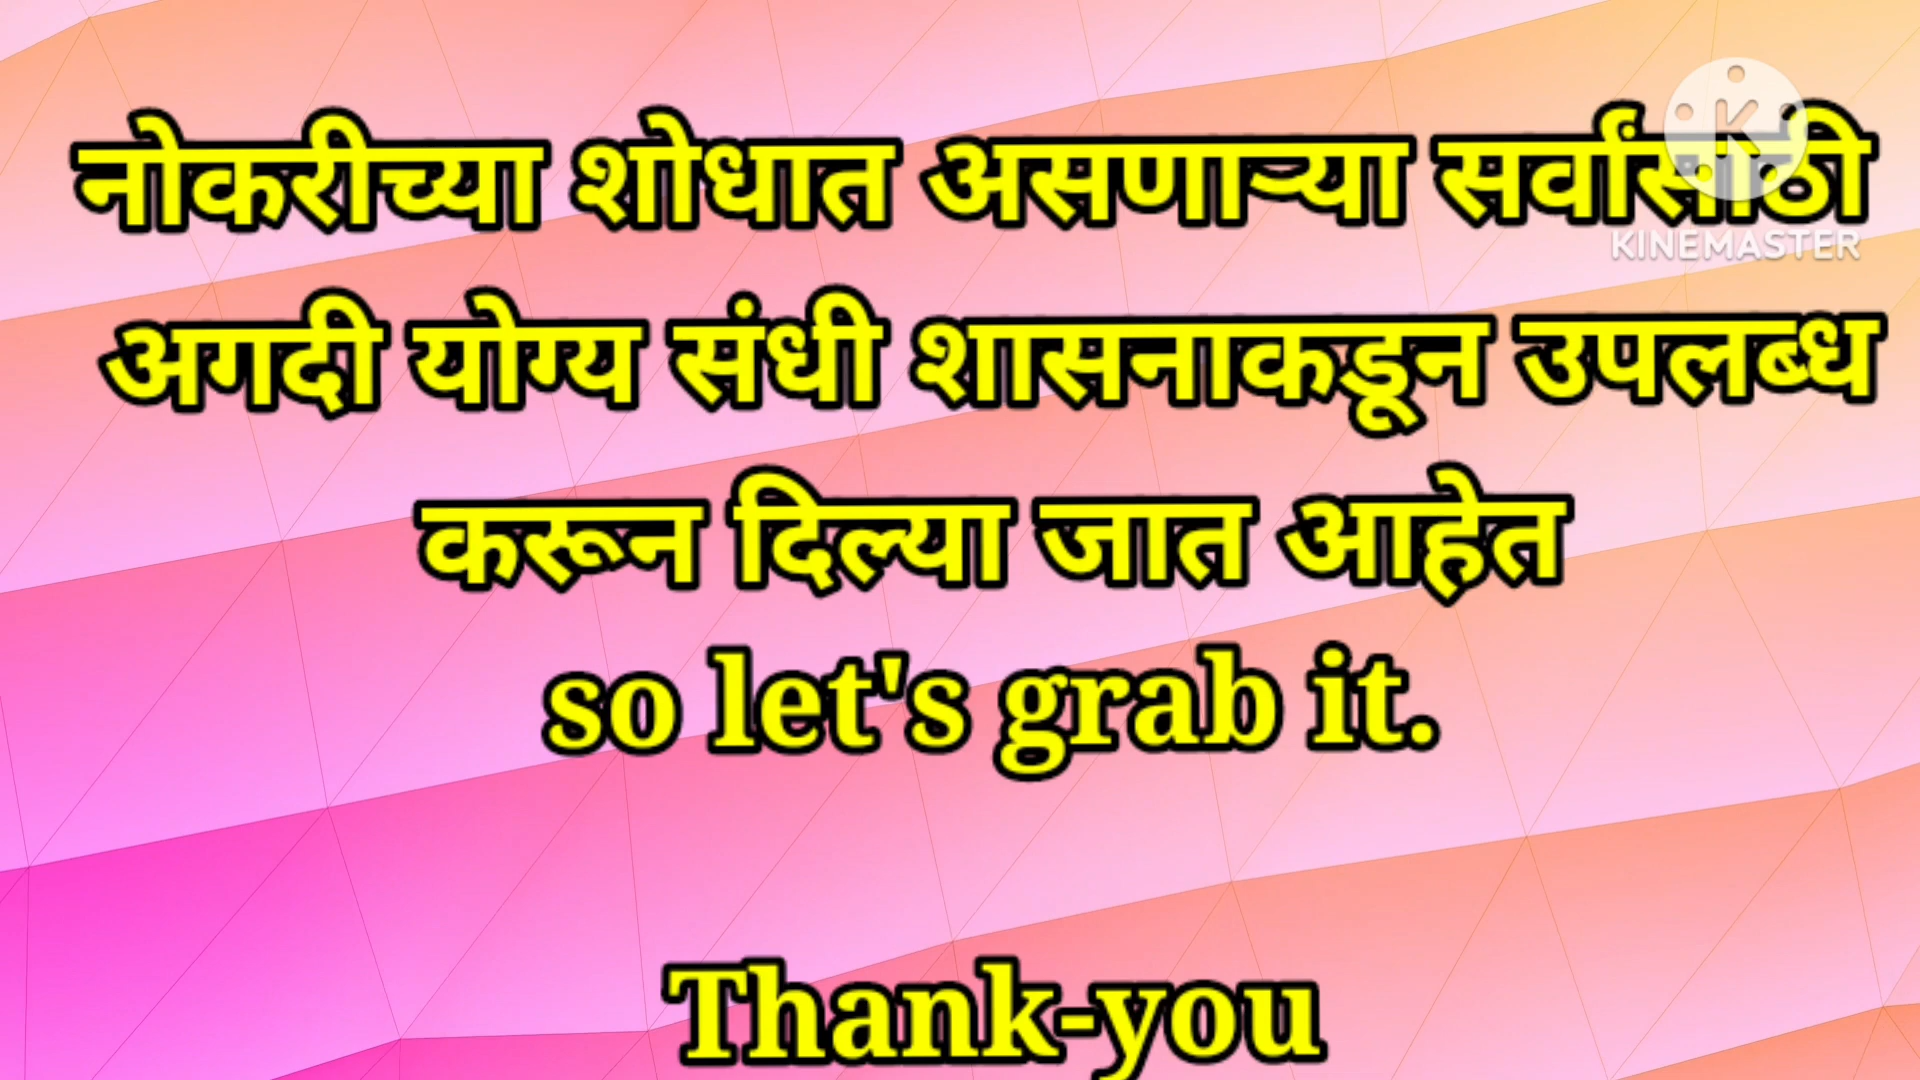 नोकरीच्या शोधात असणाऱ्या सर्वांसाठी
KINEMASTER
अगदी योग्य संधी शासनाकडून उपलब्ध
करून दिल्या जात आहेत
so let's grab it.
Thank-you